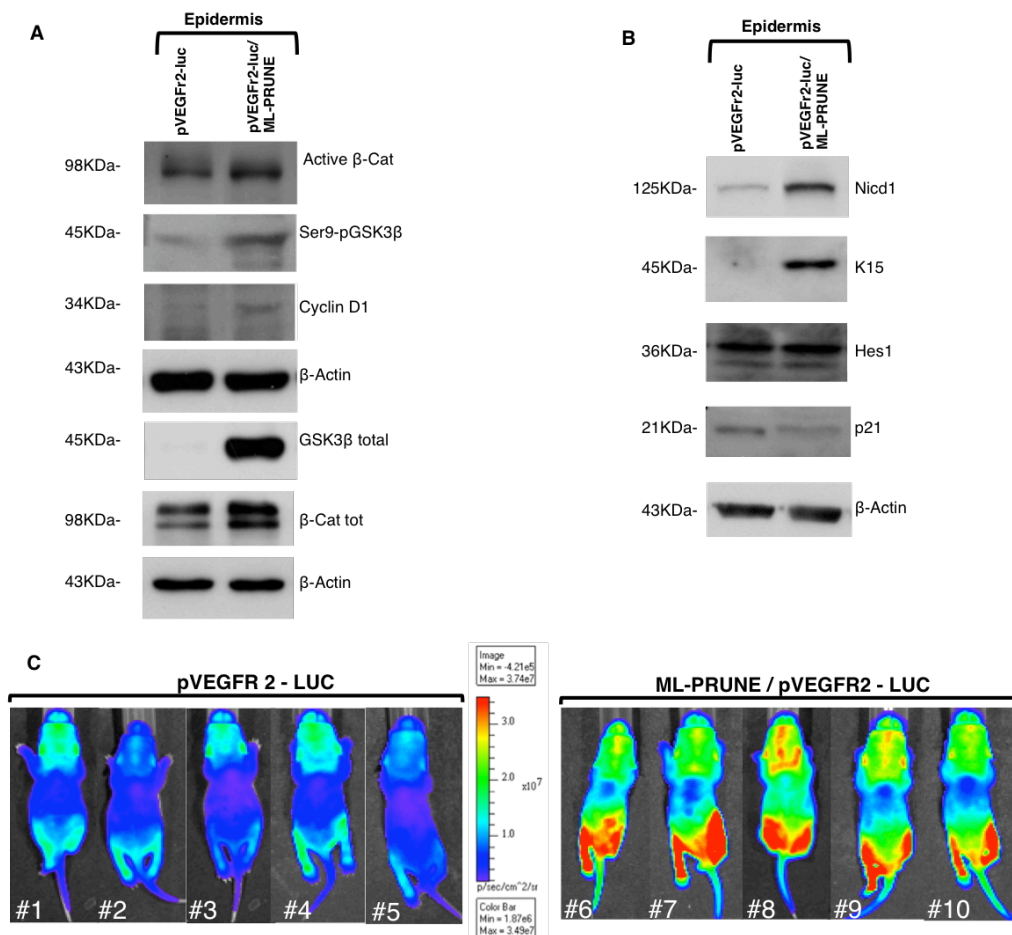 A
Epidermis
pVEGFr2-luc
pVEGFr2-luc/
ML-PRUNE
98KDa-
Active β-Cat
45KDa-
Ser9-pGSK3β
34KDa-
Cyclin D1
43KDa-
β-Actin
45KDa-
GSK3β total
98KDa-
β-Cat tot
43KDa-
β-Actin
B
Epidermis
pVEGFr2-luc
pVEGFr2-luc/
ML-PRUNE
125KDa-
Nicd1
45KDa-
K15
36KDa-
Hes1
21KDa-
p21
43KDa-
β-Actin
C
pVEGFR 2 - LUC
#1
#2
#3
#4
#5
Image
Min = -4.21e5
Max = 3.74e7
3.0
2.0
x10^7
1.0
p/sec/cm^2/sr
Color Bar
Min = 1.87e6
Max = 3.49e7
ML-PRUNE / pVEGFR2 - LUC
#6
#7
#8
#9
#10